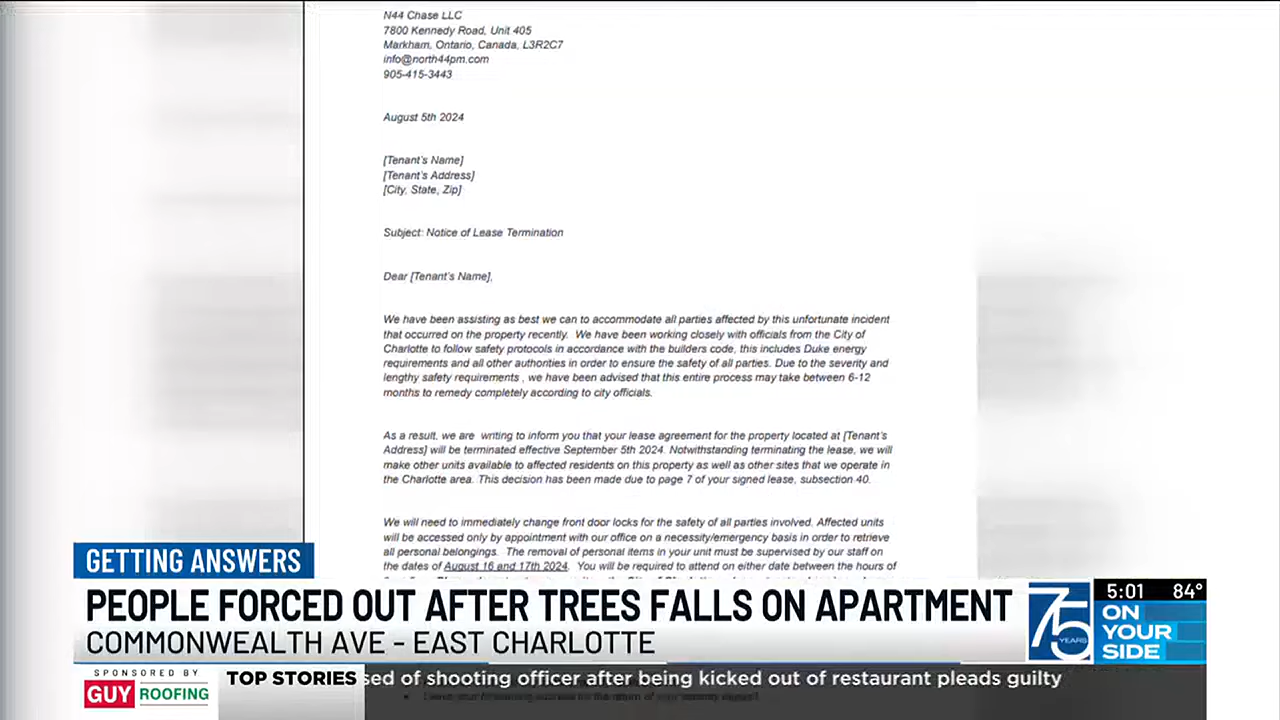 N44 Chase LLC
7800 Kennedy Road, Unit 405
Markham, Ontario, Canada, L3R2C7
info@north44pm.com
905-415-3443
August 5th 2024
[Tenant's Name]
[Tenant's Address]
[City, State, Zip]
Subject: Notice of Lease Termination
Dear [Tenant's Name],
We have been assisting as best we can to accommodate all parties affected by this unfortunate incident
that occurred on the property recently. We have been working closely with officials from the City of
Charlotte to follow safety protocols in accordance with the builders code, this includes Duke energy
requirements and all other authorities in order to ensure the safety of all parties. Due to the severity and
lengthy safety requirements , we have been advised that this entire process may take between 6-12
months to remedy completely according to city officials.
As a result, we are writing to inform you that your lease agreement for the property located at [Tenant's
Address] will be terminated effective September 5th 2024. Notwithstanding terminating the lease, we will
make other units available to affected residents on this property as well as other sites that we operate in
the Charlotte area. This decision has been made due to page 7 of your signed lease, subsection 40.
We will need to immediately change front door locks for the safety of all parties involved. Affected units
will be accessed only by appointment with our office on a necessity/emergency basis in order to retrieve
all personal belongings. The removal of personal items in your unit must be supervised by our staff on
the dates of August 16 and 17th 2024. You will be required to attend on either date between the hours of
GETTING ANSWERS
PEOPLE FORCED OUT AFTER TREES FALLS ON APARTMENT
COMMONWEALTH AVE - EAST CHARLOTTE
75 YEARS
5:01 84°
ON YOUR SIDE
SPONSORED BY
GUY ROOFING
TOP STORIES
sed of shooting officer after being kicked out of restaurant pleads guilty